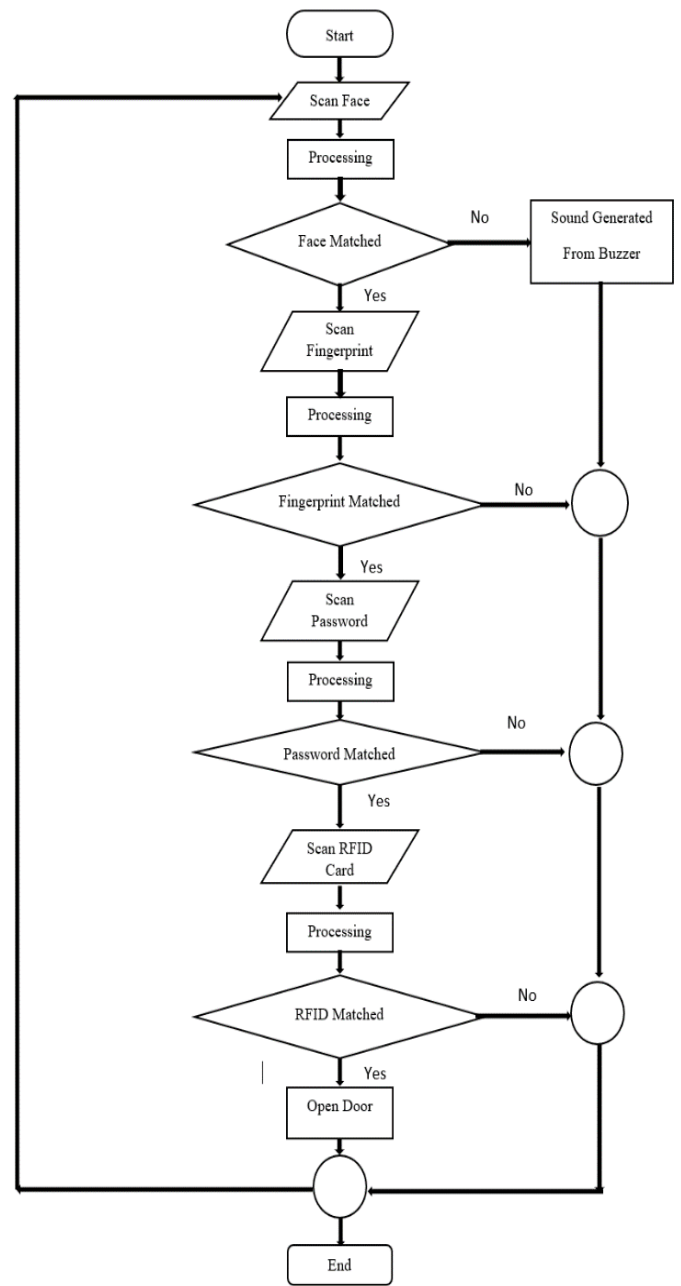 Start
Scan Face
Processing
Face Matched
No
Sound Generated
From Buzzer
Yes
Scan
Fingerprint
Processing
Fingerprint Matched
No
Yes
Scan
Password
Processing
Password Matched
No
Yes
Scan RFID
Card
Processing
RFID Matched
No
Yes
Open Door
End